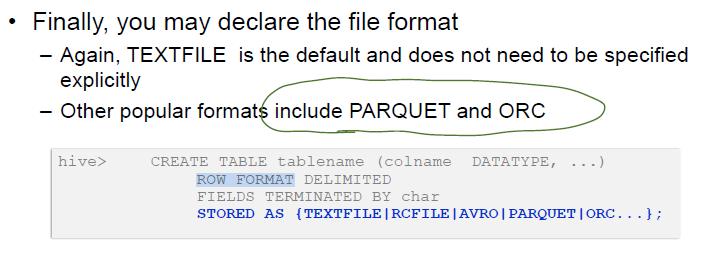 • Finally, you may declare the file format
– Again, TEXTFILE is the default and does not need to be specified
explicitly
– Other popular formats include PARQUET and ORC
hive> CREATE TABLE tablename (colname DATATYPE, ...)
ROW FORMAT DELIMITED
FIELDS TERMINATED BY char
STORED AS {TEXTFILE|RCFILE|AVRO|PARQUET|ORC...};